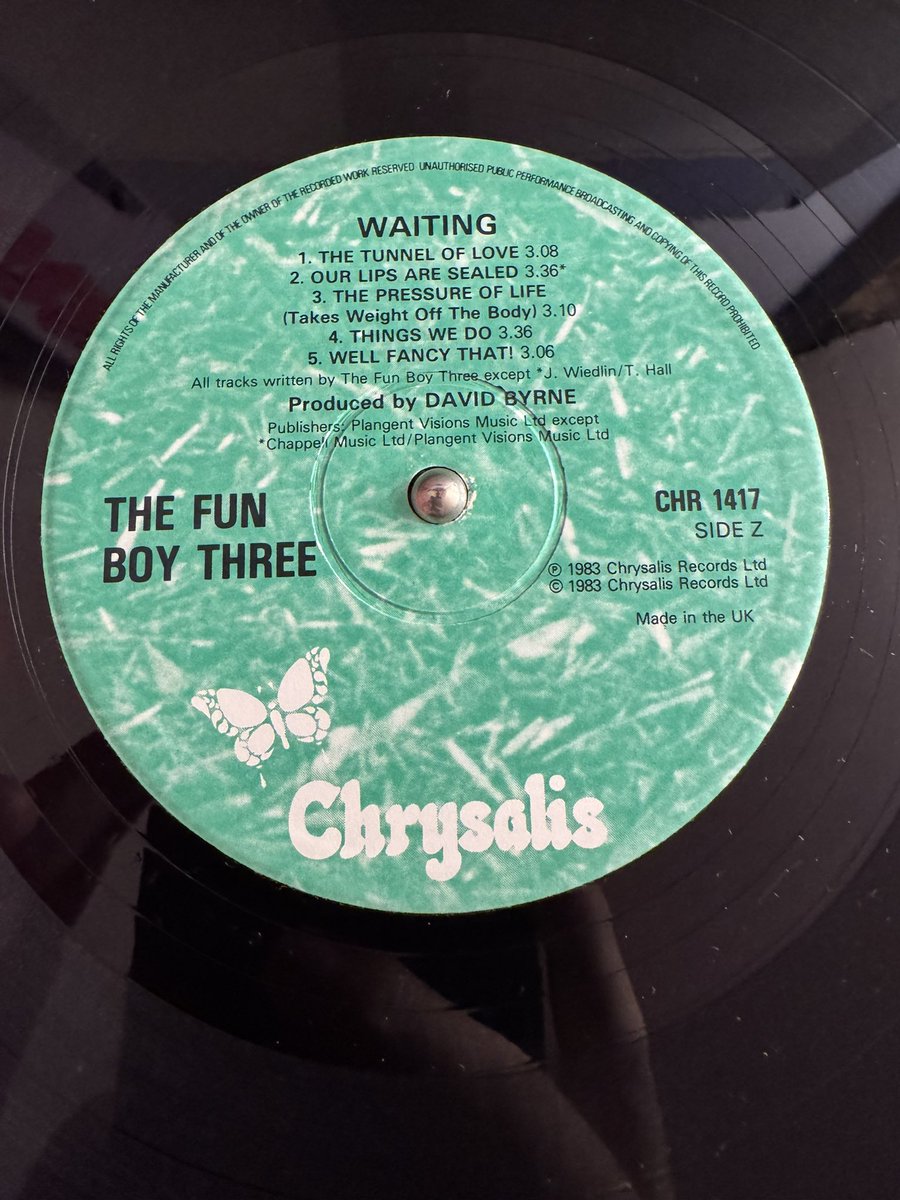 ALL RIGHTS OF THE MANUFACTURER AND OF THE OWNER OF THE RECORDED WORK RESERVED UNAUTHORISED PUBLIC PERFORMANCE BROADCASTING AND COPYING OF THIS RECORD PROHIBITED
WAITING
1. THE TUNNEL OF LOVE 3.08
2. OUR LIPS ARE SEALED 3.36*
3. THE PRESSURE OF LIFE
(Takes Weight Off The Body) 3.10
4. THINGS WE DO 3.36
5. WELL FANCY THAT! 3.06
All tracks written by The Fun Boy Three except *J. Wiedlin/T. Hall
Produced by DAVID BYRNE
Publishers: Plangent Visions Music Ltd except
*Chappell Music Ltd/Plangent Visions Music Ltd
THE FUN
BOY THREE
CHR 1417
SIDE Z
℗ 1983 Chrysalis Records Ltd
© 1983 Chrysalis Records Ltd
Made in the UK
Chrysalis